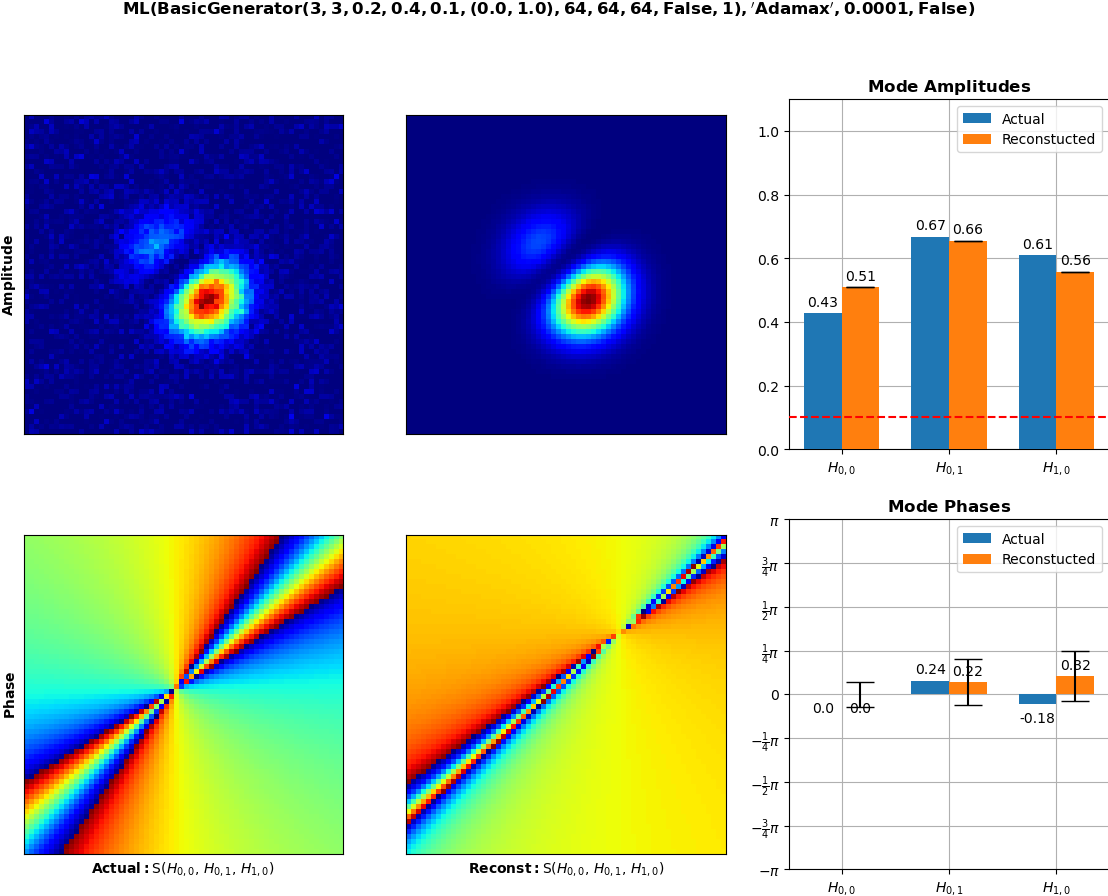 ML(BasicGenerator(3, 3, 0.2, 0.4, 0.1, (0.0, 1.0), 64, 64, 64, False, 1), ′Adamax′, 0.0001, False)
Amplitude
Mode Amplitudes
Actual
Reconstucted
1.0
0.8
0.6
0.4
0.2
0.0
0.43
0.51
0.67
0.66
0.61
0.56
H0,0
H0,1
H1,0
Phase
Actual: S(H0,0, H0,1, H1,0)
Reconst: S(H0,0, H0,1, H1,0)
Mode Phases
Actual
Reconstucted
π
3/4π
1/2π
1/4π
0
−1/4π
−1/2π
−3/4π
−π
0.0
0.0
0.24
0.22
-0.18
0.32
H0,0
H0,1
H1,0